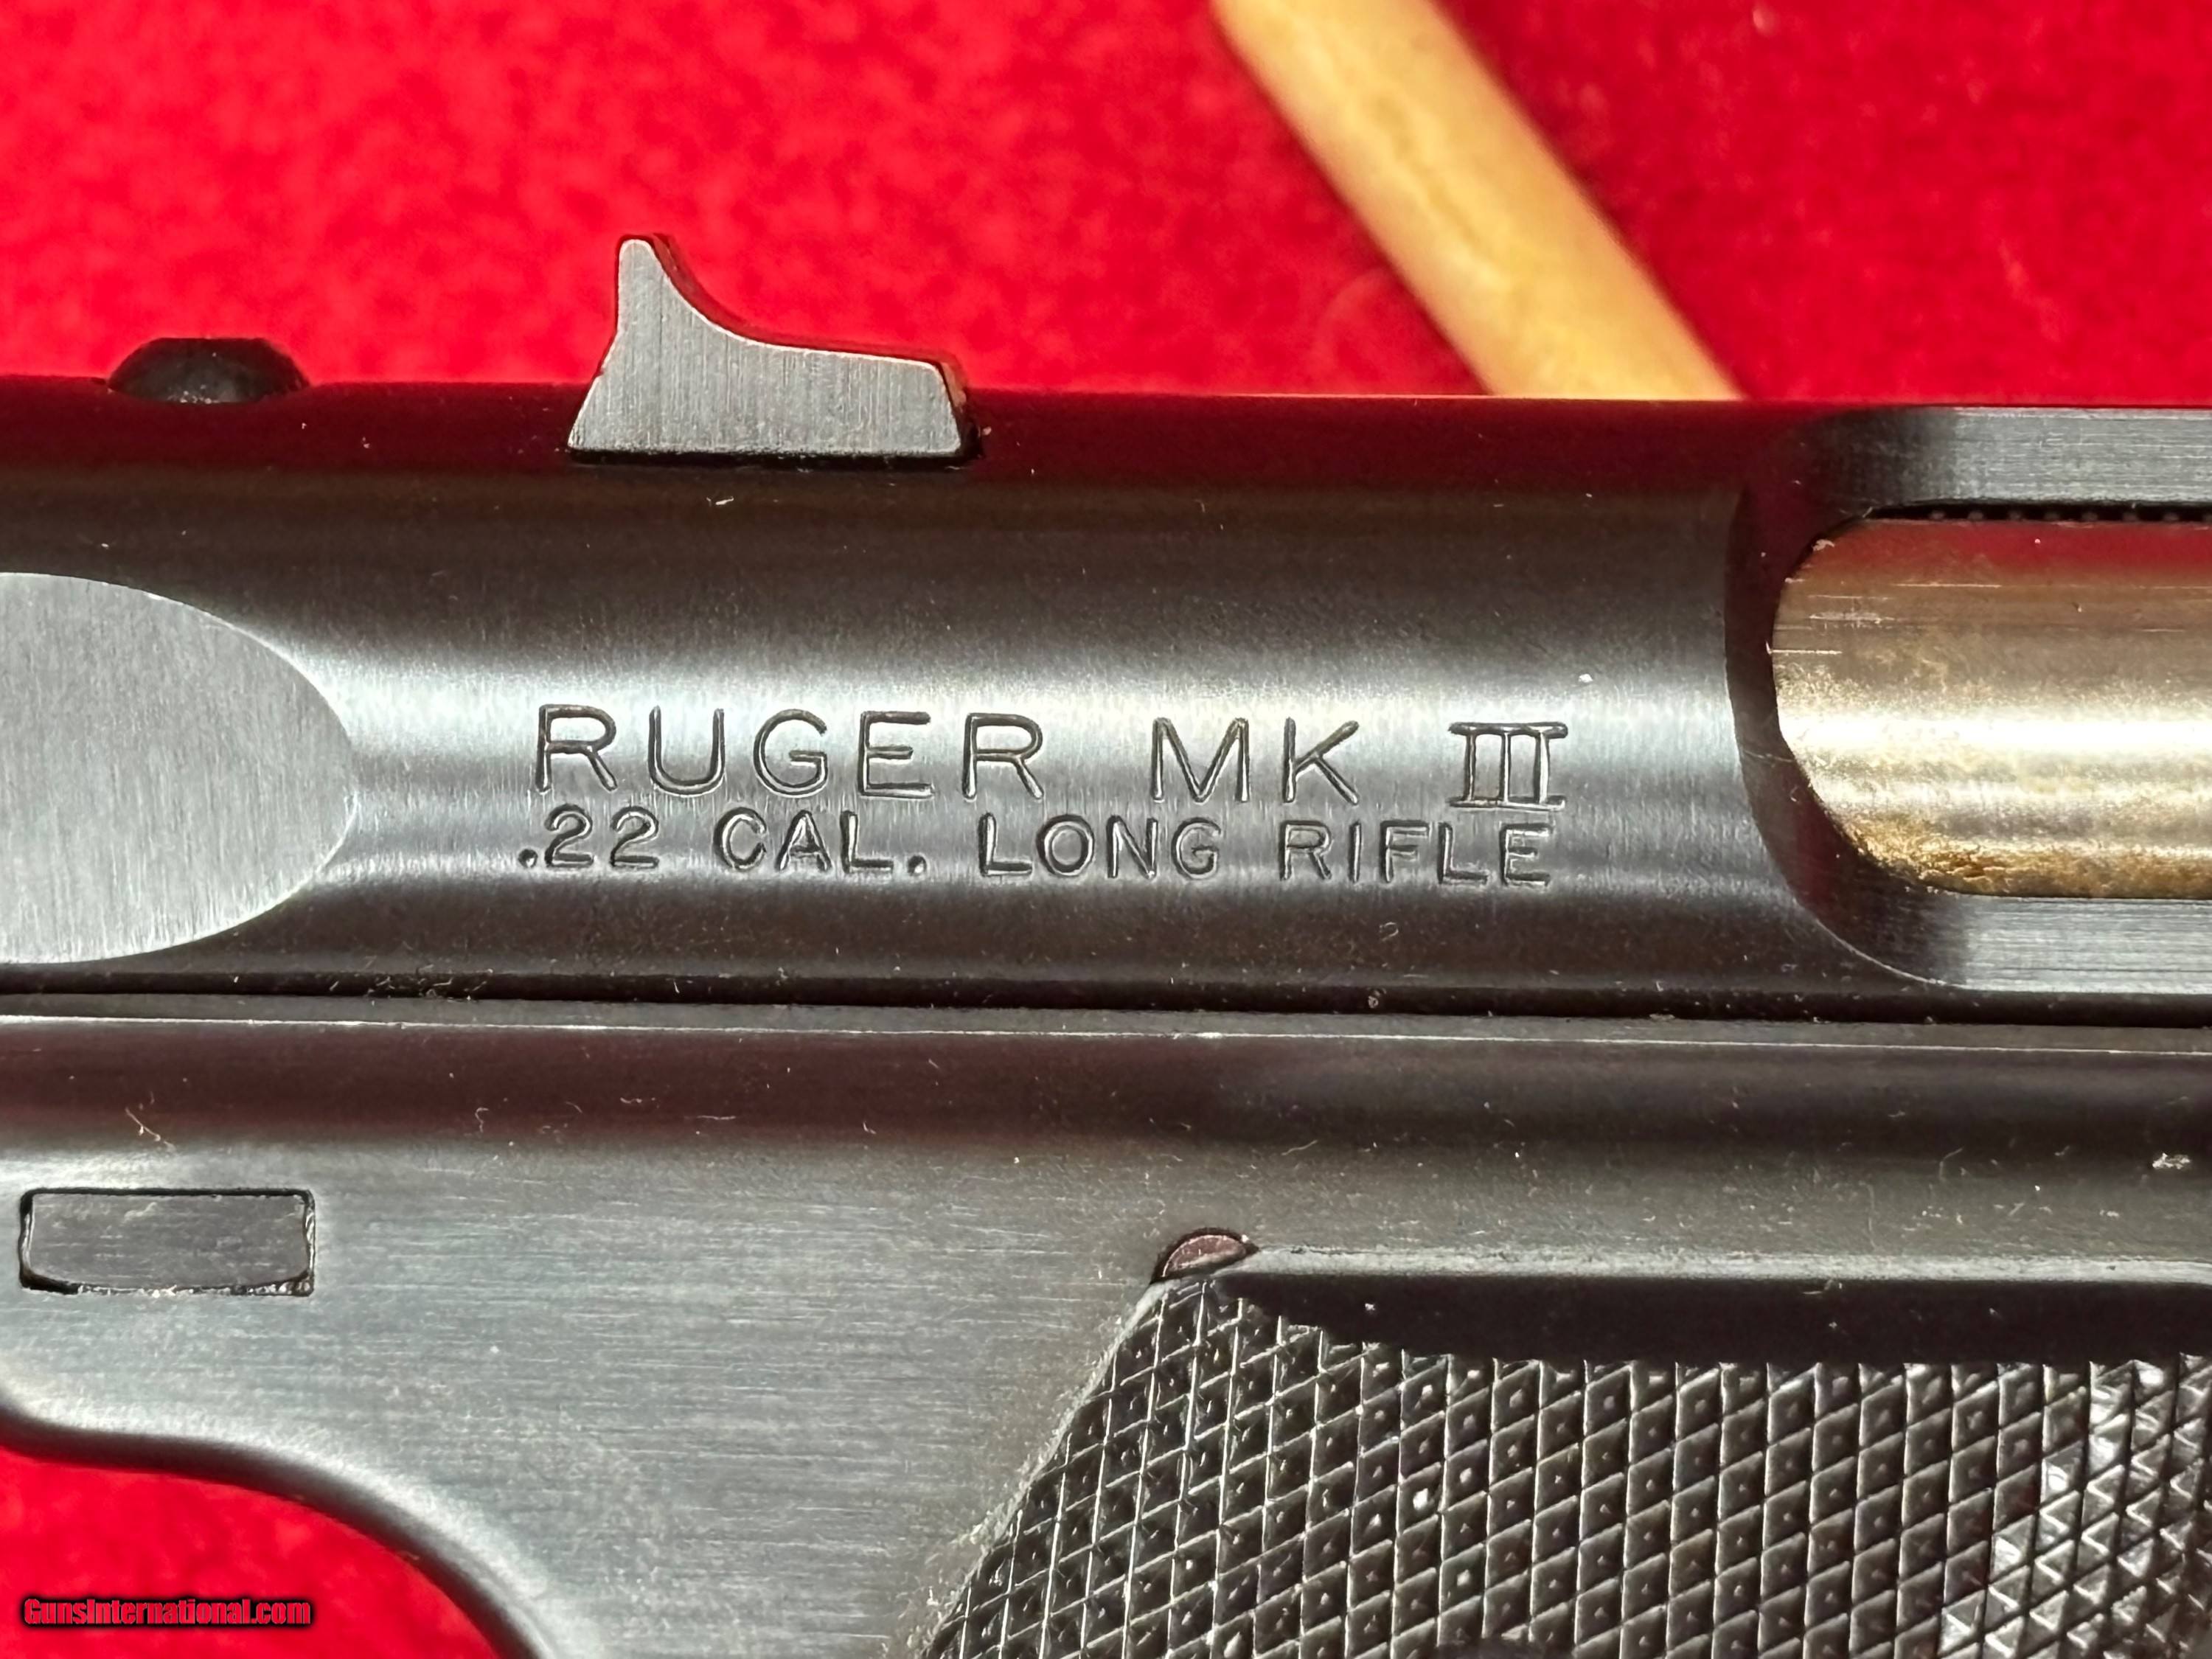 RUGER MK III
.22 CAL. LONG RIFLE
GunsInternational.com